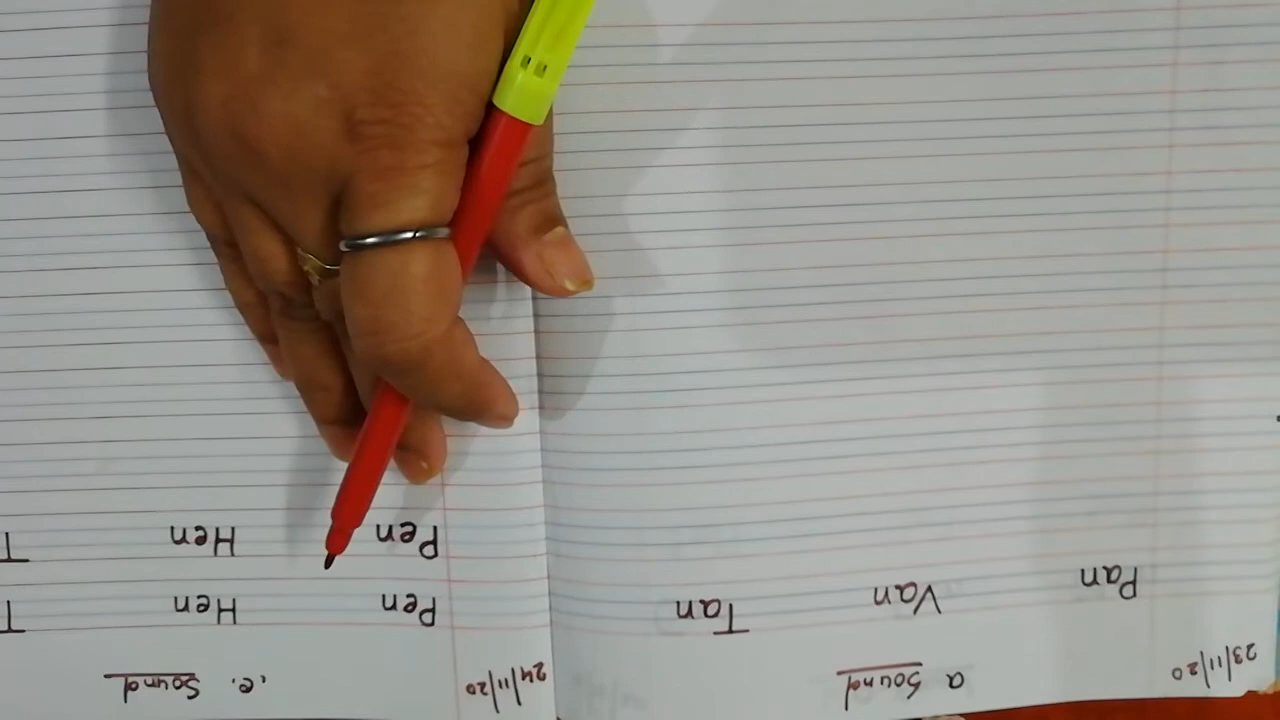 23/11/20
a Sound
Pan Van Tan
24/11/20
'e. Sound
Pen Hen T
Pen Hen T